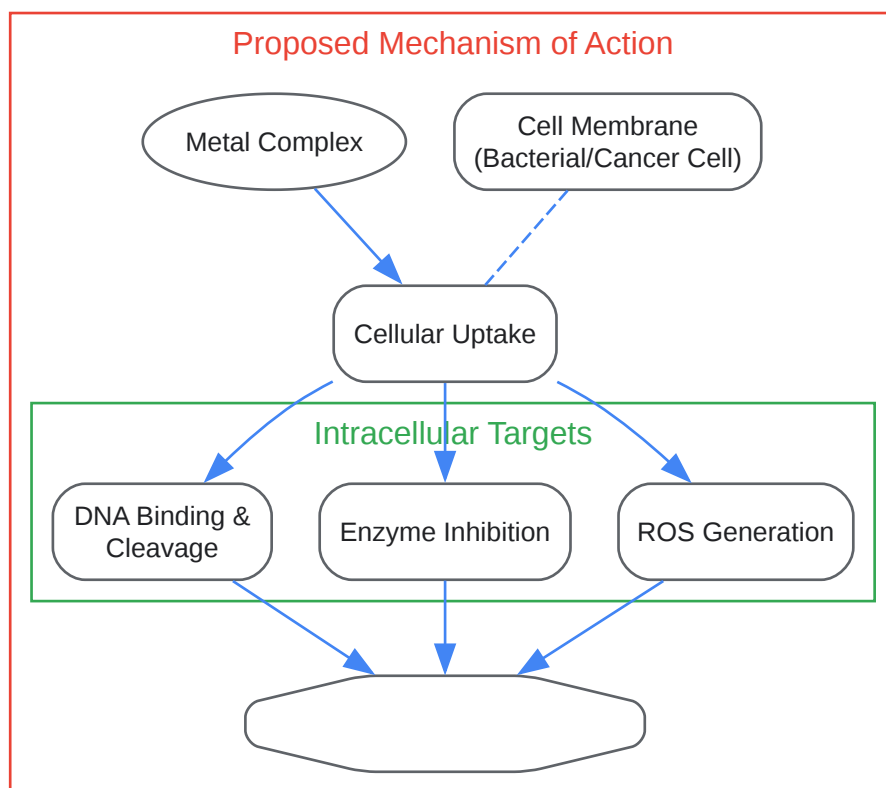 Proposed Mechanism of Action
Metal Complex
Cell Membrane
(Bacterial/Cancer Cell)
Cellular Uptake
Intracellular Targets
DNA Binding &
Cleavage
Enzyme Inhibition
ROS Generation